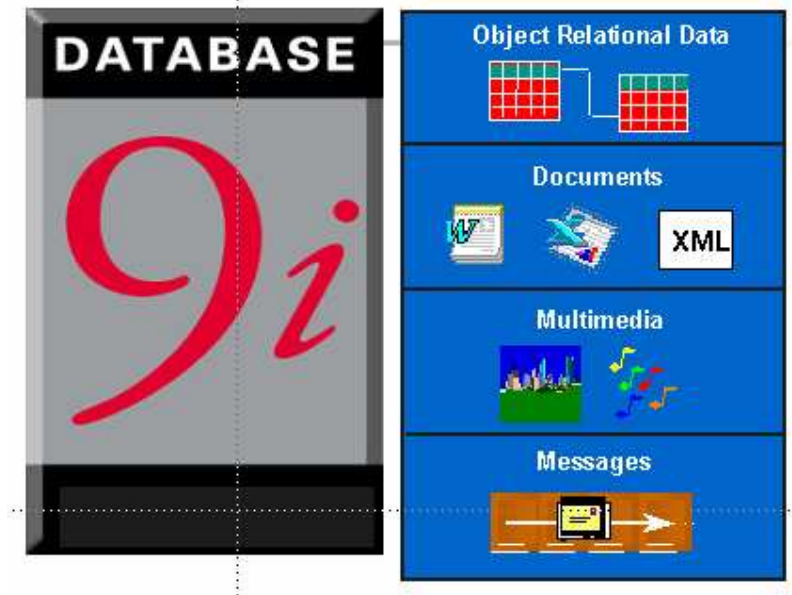 DATABASE
9i
Object Relational Data
Documents
W
X
XML
Multimedia
Messages